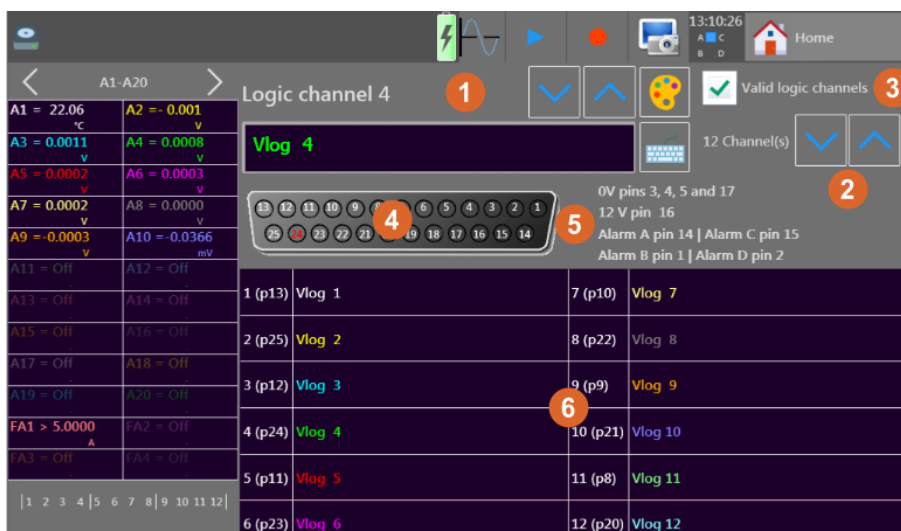 13:10:26
A C
B D
Home
A1-A20
A1 = 22.06
°C
A2 =- 0.001
V
A3 = 0.0011
V
A4 = 0.0008
V
A5 = 0.0002
V
A6 = 0.0003
V
A7 = 0.0002
V
A8 = 0.0000
V
A9 =-0.0003
V
A10 =-0.0366
mV
A11 = Off
A12 = Off
A13 = Off
A14 = Off
A15 = Off
A16 = Off
A17 = Off
A18 = Off
A19 = Off
A20 = Off
FA1 > 5.0000
A
FA2 = Off
FA3 = Off
FA4 = Off
|1 2 3 4|5 6 7 8|9 10 11 12|
Logic channel 4
1
Valid logic channels
3
Vlog 4
12 Channel(s)
2
13 12 11 10 9 6 5 4 3 2 1
25 24 23 22 21 19 18 17 16 15 14
4
5
0V pins 3, 4, 5 and 17
12 V pin 16
Alarm A pin 14 | Alarm C pin 15
Alarm B pin 1 | Alarm D pin 2
1 (p13) Vlog 1
7 (p10) Vlog 7
2 (p25) Vlog 2
8 (p22) Vlog 8
3 (p12) Vlog 3
9 (p9) Vlog 9
6
4 (p24) Vlog 4
10 (p21) Vlog 10
5 (p11) Vlog 5
11 (p8) Vlog 11
6 (p23) Vlog 6
12 (p20) Vlog 12